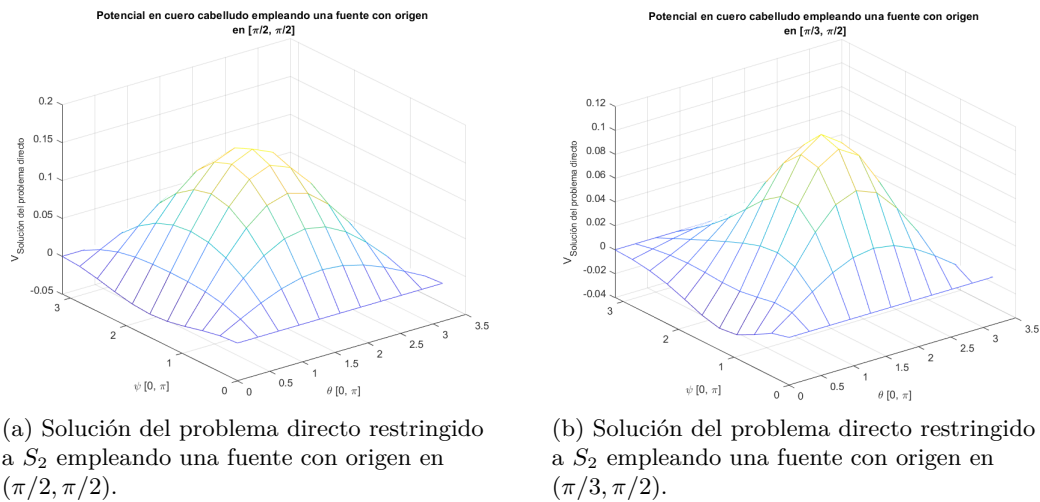 Potencial en cuero cabelludo empleando una fuente con origen
en [π/2, π/2]
0.2
0.15
0.1
0.05
0
-0.05
V Solución del problema directo
3
2
1
0
ψ [0, π]
0
0.5
1
1.5
2
2.5
3
3.5
θ [0, π]
(a) Solución del problema directo restringido
a S₂ empleando una fuente con origen en
(π/2, π/2).
Potencial en cuero cabelludo empleando una fuente con origen
en [π/3, π/2]
0.12
0.1
0.08
0.06
0.04
0.02
0
-0.02
-0.04
V Solución del problema directo
3
2
1
0
ψ [0, π]
0
0.5
1
1.5
2
2.5
3
3.5
θ [0, π]
(b) Solución del problema directo restringido
a S₂ empleando una fuente con origen en
(π/3, π/2).